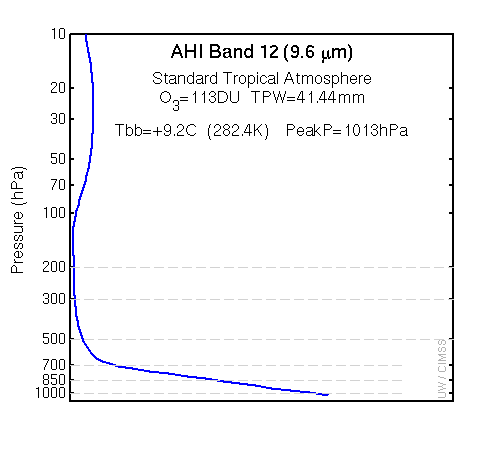 AHI Band 12 (9.6 μm)
Standard Tropical Atmosphere
O3=113DU TPW=41.44mm
Tbb=+9.2C (282.4K) PeakP=1013hPa
Pressure (hPa)
10
20
30
50
70
100
200
300
500
700
850
1000
UW / CIMSS